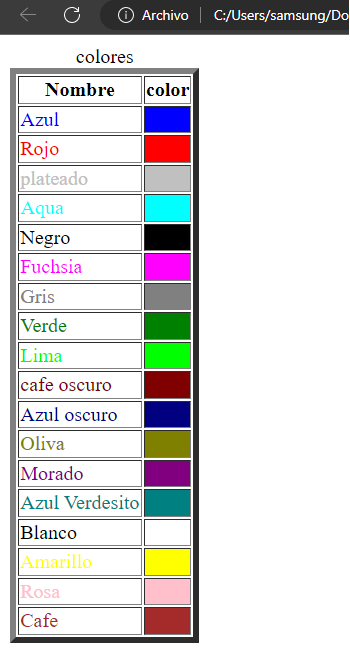 Archivo C:/Users/samsung/Do
colores
Nombre color
Azul
Rojo
plateado
Aqua
Negro
Fuchsia
Gris
Verde
Lima
cafe oscuro
Azul oscuro
Oliva
Morado
Azul Verdesito
Blanco
Amarillo
Rosa
Cafe